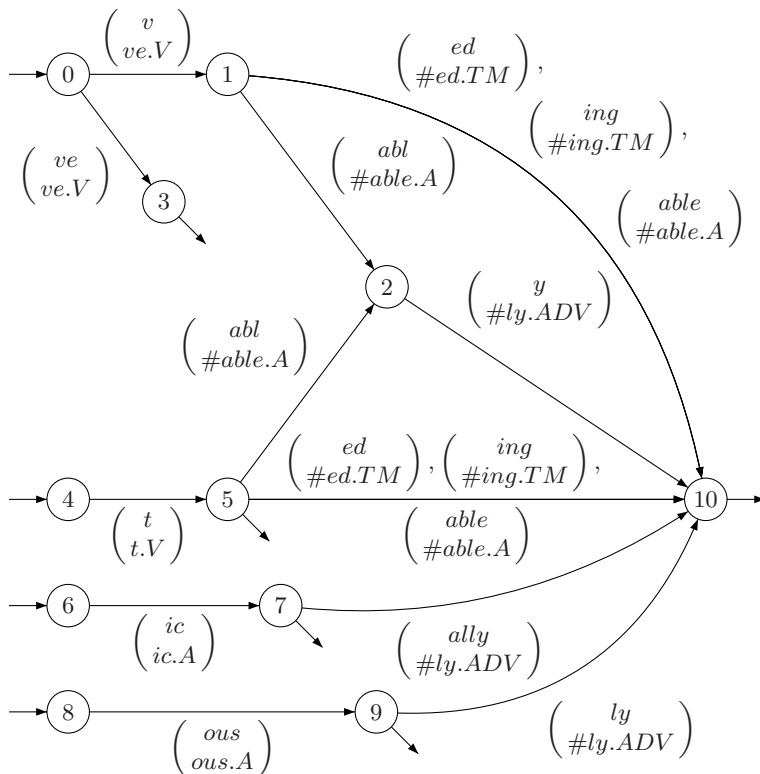 v
ve.V
ed
#ed.TM ,
0
1
ing
#ing.TM ,
abl
#able.A
ve
ve.V
3
able
#able.A
2
y
#ly.ADV
abl
#able.A
ed
#ed.TM , ing
#ing.TM ,
4
5
10
t
t.V
able
#able.A
6
7
ic
ic.A
ally
#ly.ADV
8
9
ous
ous.A
ly
#ly.ADV